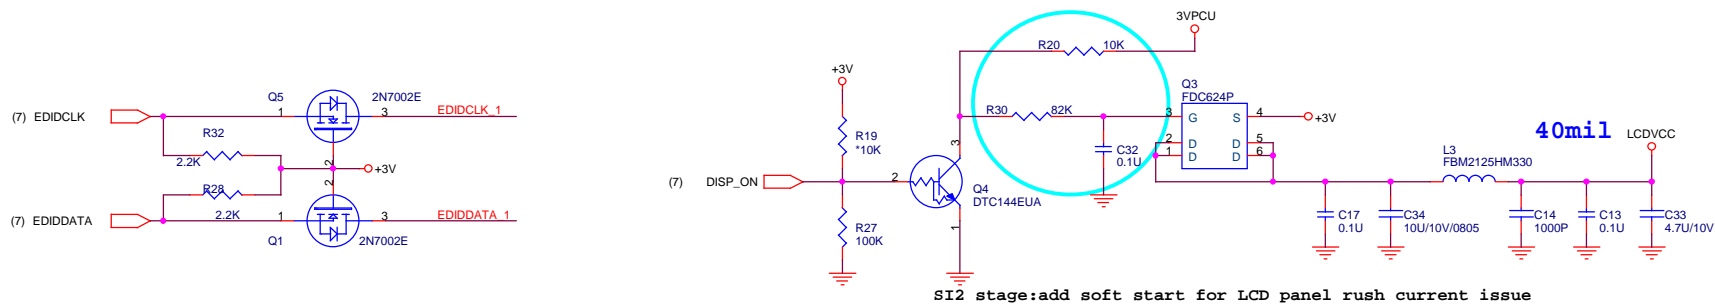 3VPCU
R20 10K
+3V
Q3
FDC624P
Q5 2N7002E
1 3 EDIDCLK_1
(7) EDIDCLK
R30 82K
3 G S 4 +3V
40mil LCDVCC
R32
2.2K
2
+3V
R19
*10K
3
C32
0.1U
2 D 5
1 D 6
L3
FBM2125HM330
(7) DISP_ON
2
Q4
DTC144EUA
R28
2
2.2K
(7) EDIDDATA
1 3 EDIDDATA_1
Q1 2N7002E
R27
100K
1
C17
0.1U
C34
10U/10V/0805
C14
1000P
C13
0.1U
C33
4.7U/10V
SI2 stage:add soft start for LCD panel rush current issue